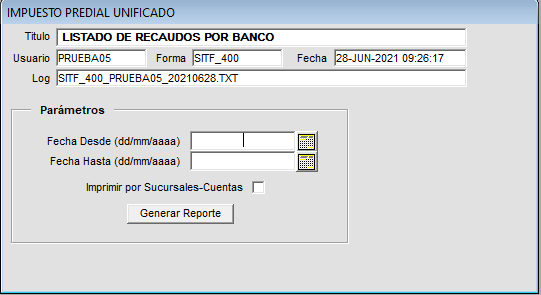 IMPUESTO PREDIAL UNIFICADO
Titulo LISTADO DE RECAUDOS POR BANCO
Usuario PRUEBA05 Forma SITF_400 Fecha 28-JUN-2021 09:26:17
Log SITF_400_PRUEBA05_20210628.TXT
Parámetros
Fecha Desde (dd/mm/aaaa)
Fecha Hasta (dd/mm/aaaa)
Imprimir por Sucursales-Cuentas
Generar Reporte